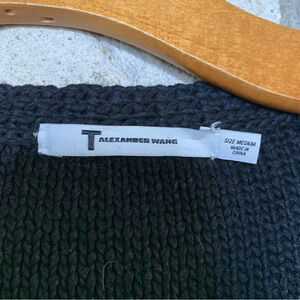 T ALEXANDER WANG
SIZE MEDIUM
MADE IN
CHINA